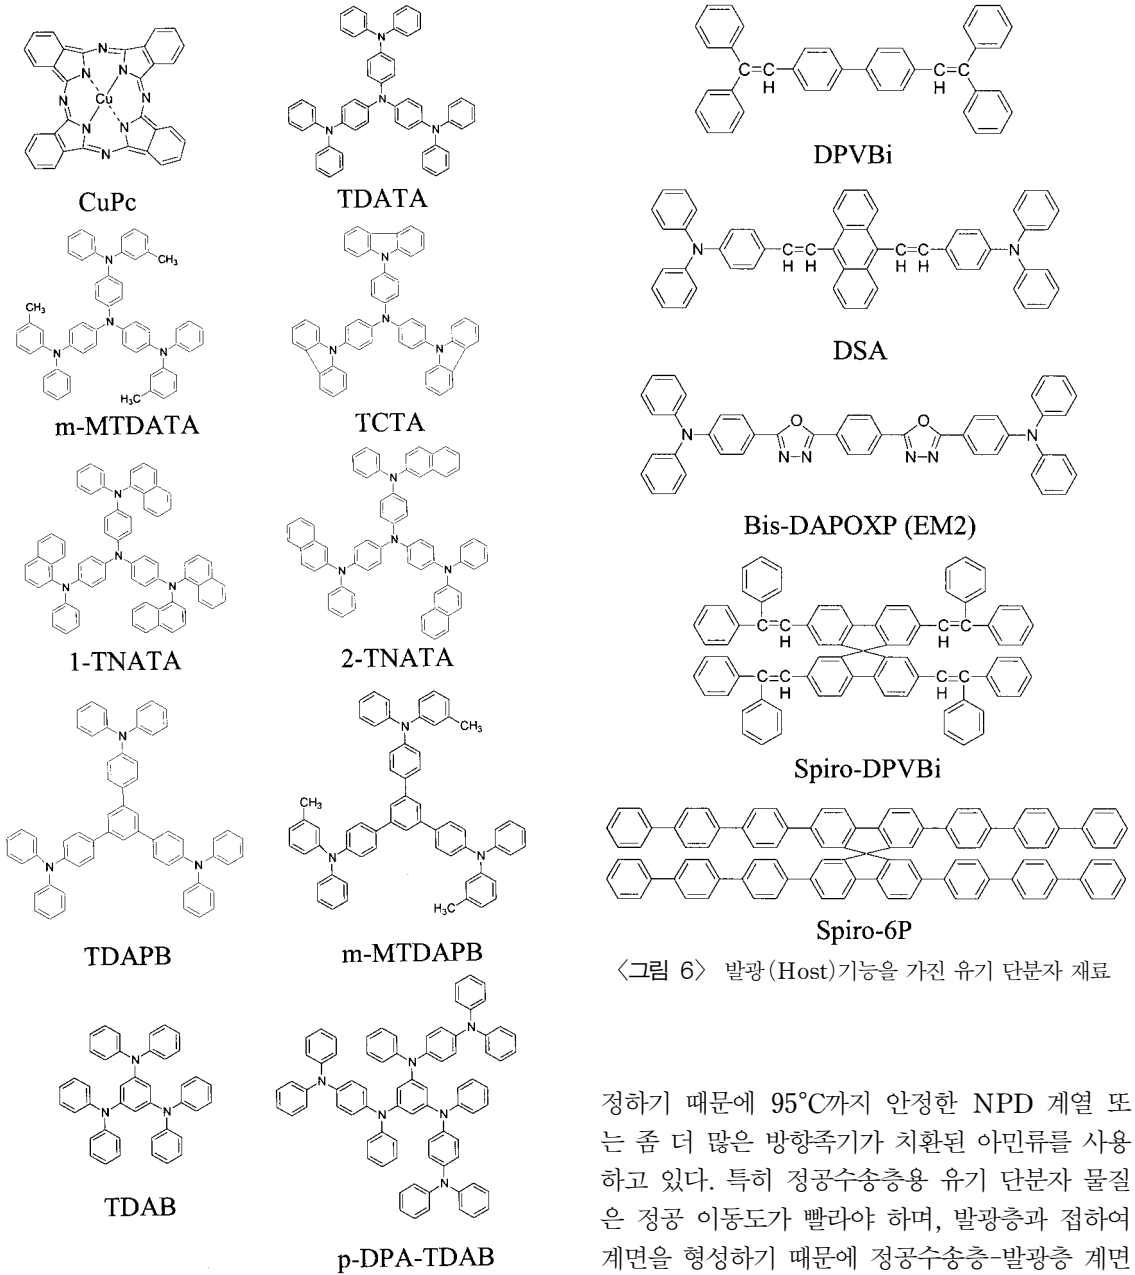 CuPc
TDATA
CH₃
CH₃
H₃C
m-MTDATA
TCTA
1-TNATA
2-TNATA
TDAPB
CH₃
CH₃
H₃C
m-MTDAPB
TDAB
p-DPA-TDAB
DPVBi
DSA
Bis-DAPOXP (EM2)
Spiro-DPVBi
Spiro-6P
〈그림 6〉 발광(Host)기능을 가진 유기 단분자 재료
정하기 때문에 95℃까지 안정한 NPD 계열 또
는 좀 더 많은 방향족기가 치환된 아민류를 사용
하고 있다. 특히 정공수송층용 유기 단분자 물질
은 정공 이동도가 빨라야 하며, 발광층과 접하여
계면을 형성하기 때문에 정공수송층-발광층 계면